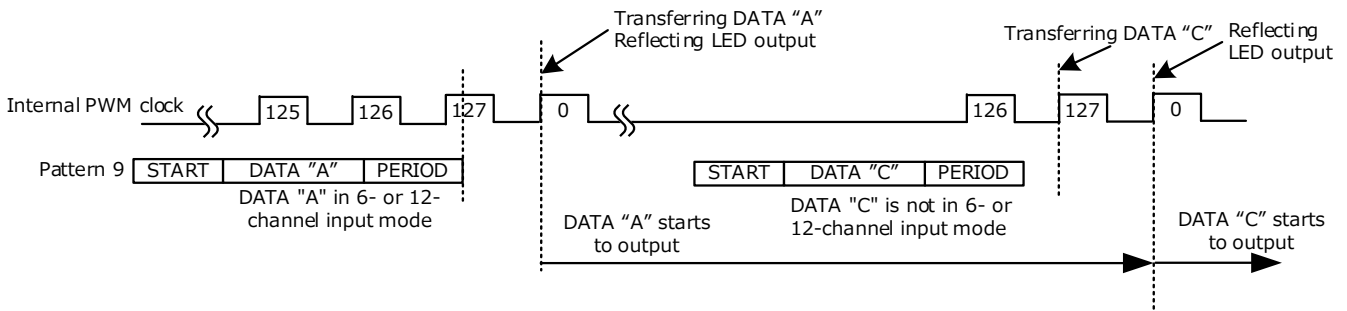 Transferring DATA “A”
Reflecting LED output
Transferring DATA “C”
Reflecting
LED output
Internal PWM clock
125
126
127
0
126
127
0
Pattern 9
START
DATA ”A”
PERIOD
START
DATA ”C”
PERIOD
DATA "A" in 6- or 12-
channel input mode
DATA "C" is not in 6- or
12-channel input mode
DATA “A” starts
to output
DATA “C” starts
to output